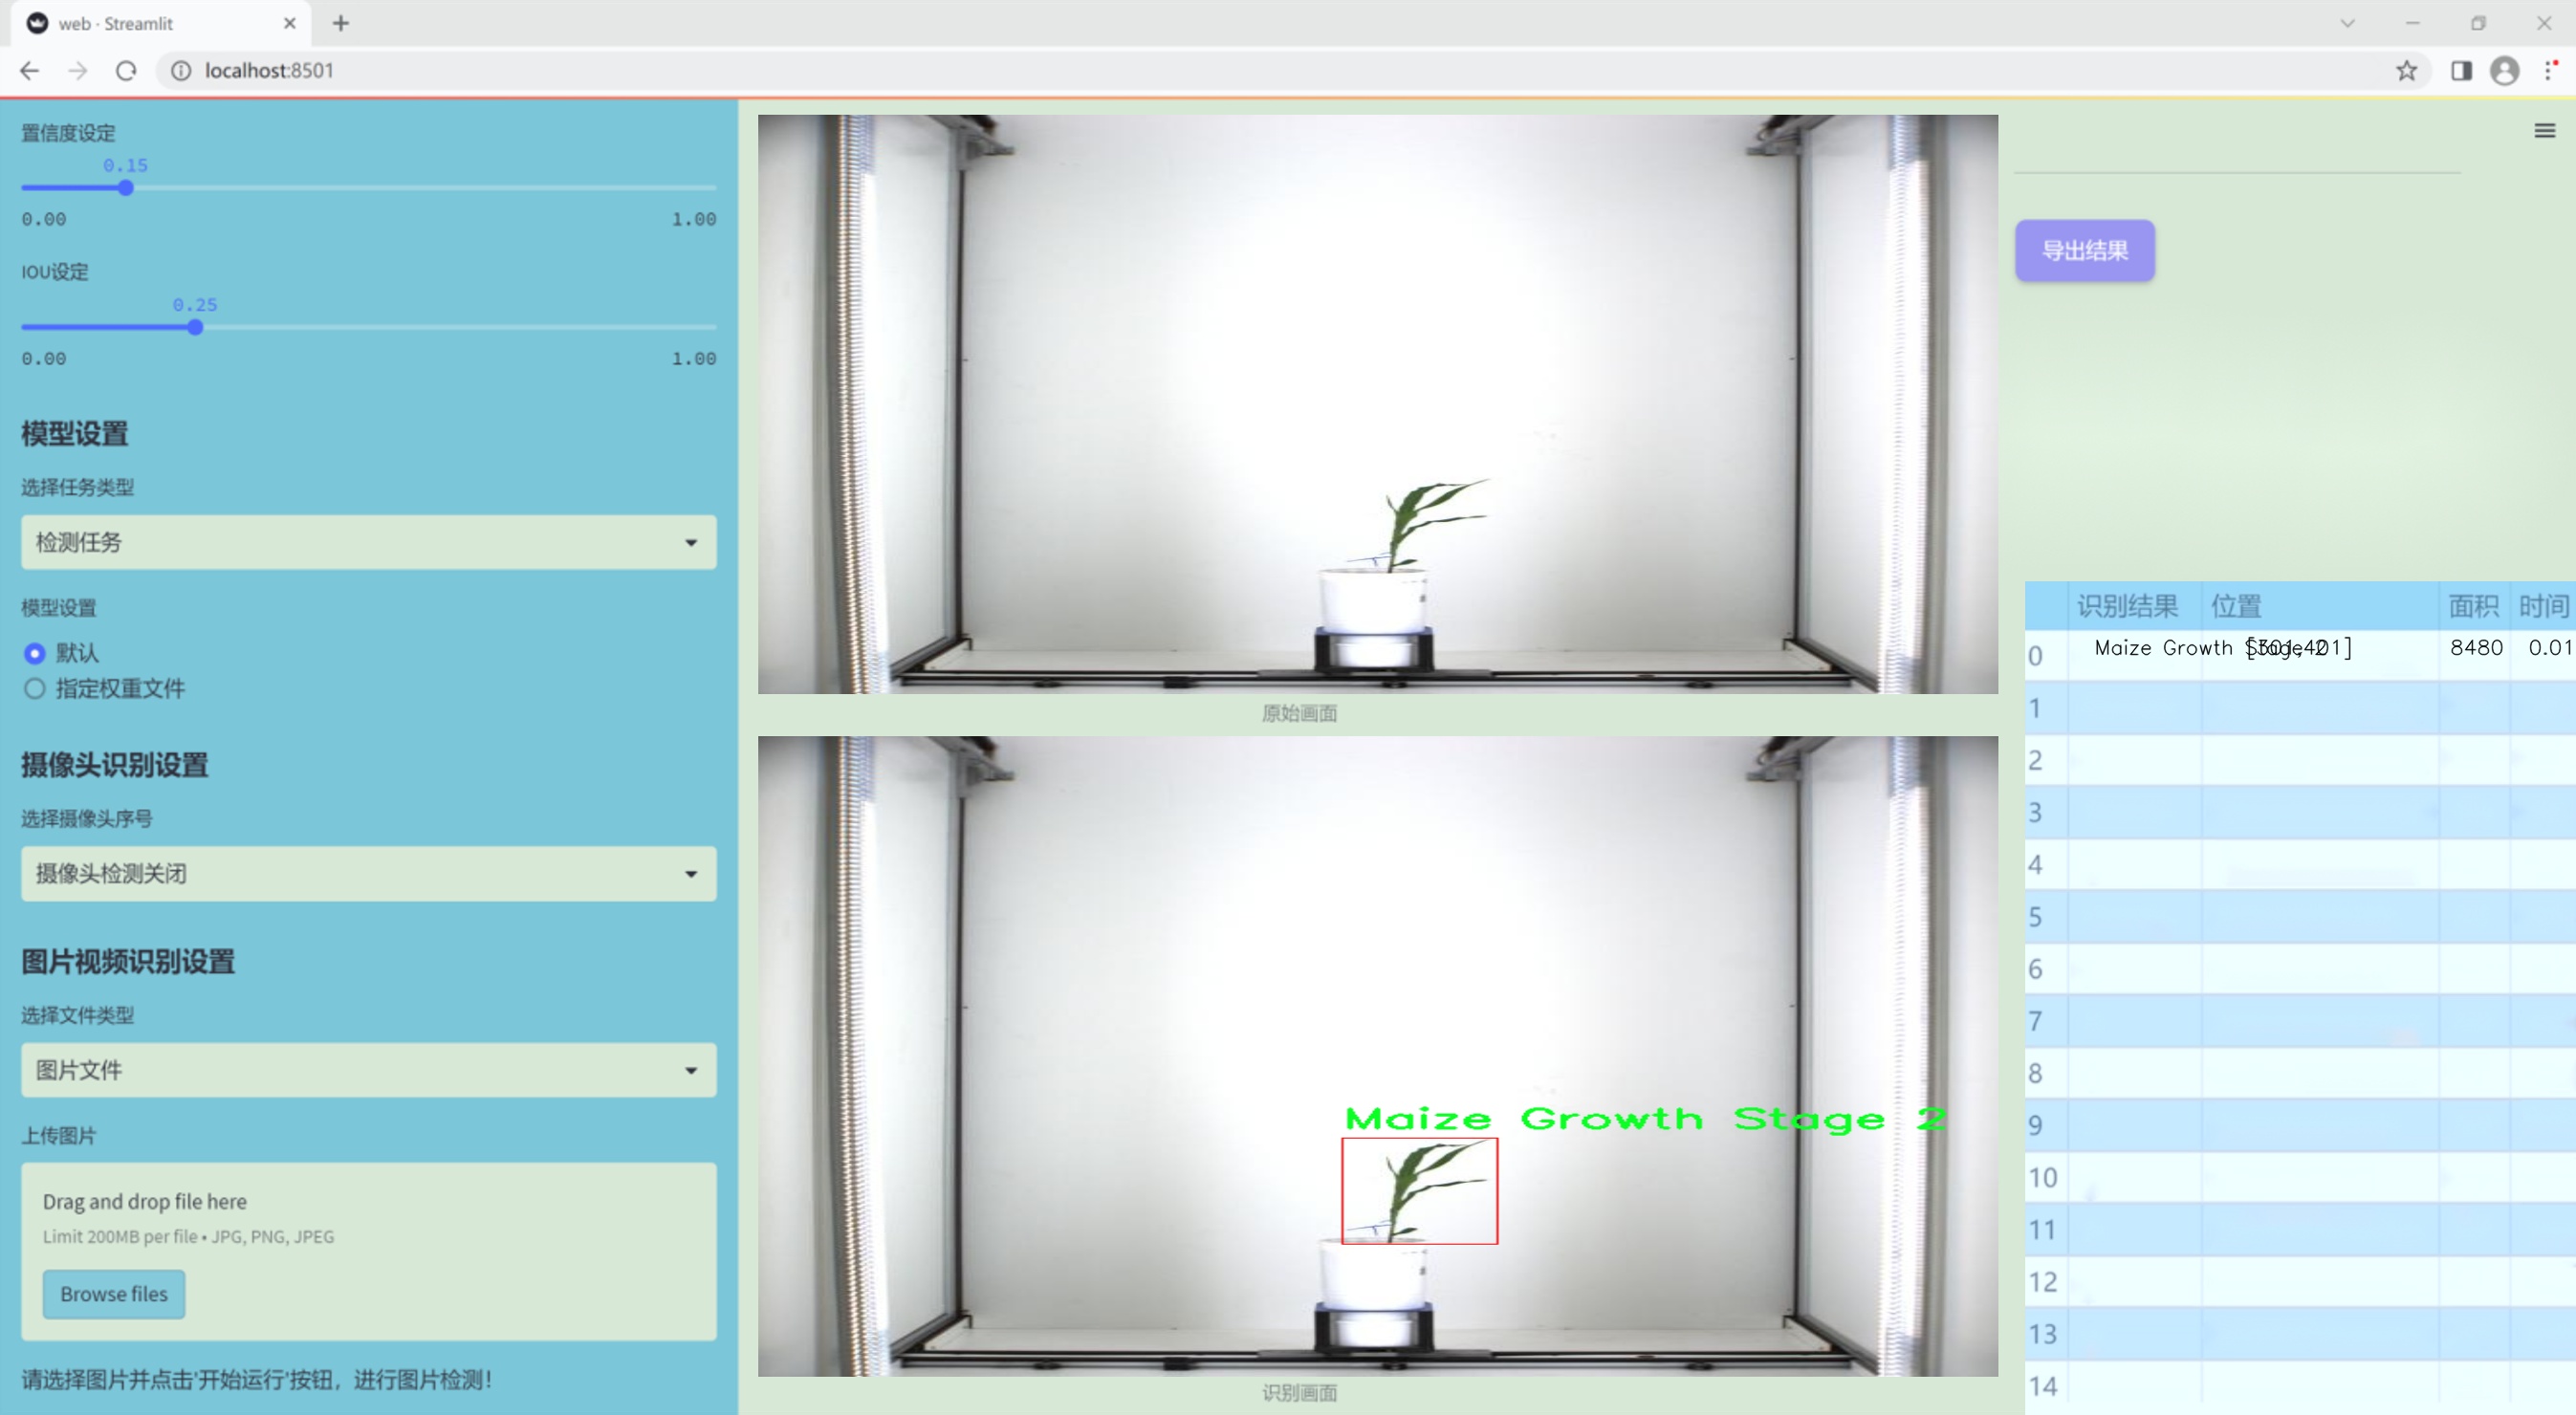 web · Streamlit
localhost:8501
置信度设定
0.15
0.00 1.00
IOU设定
0.25
0.00 1.00
模型设置
选择任务类型
检测任务
模型设置
默认
指定权重文件
摄像头识别设置
选择摄像头序号
摄像头检测关闭
图片视频识别设置
选择文件类型
图片文件
上传图片
Drag and drop file here
Limit 200MB per file • JPG, PNG, JPEG
Browse files
请选择图片并点击'开始运行'按钮，进行图片检测！
原始画面
Maize Growth Stage 2
识别画面
导出结果
识别结果 位置 面积 时间
0 Maize Growth Stage 2 [301,401] 8480 0.01
1
2
3
4
5
6
7
8
9
10
11
12
13
14